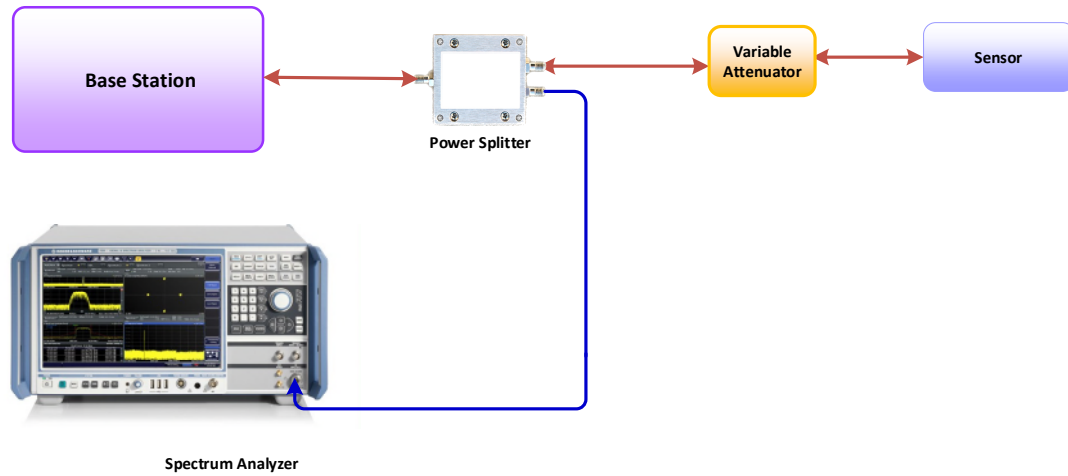 Base Station
Variable
Attenuator
Sensor
Power Splitter
Spectrum Analyzer